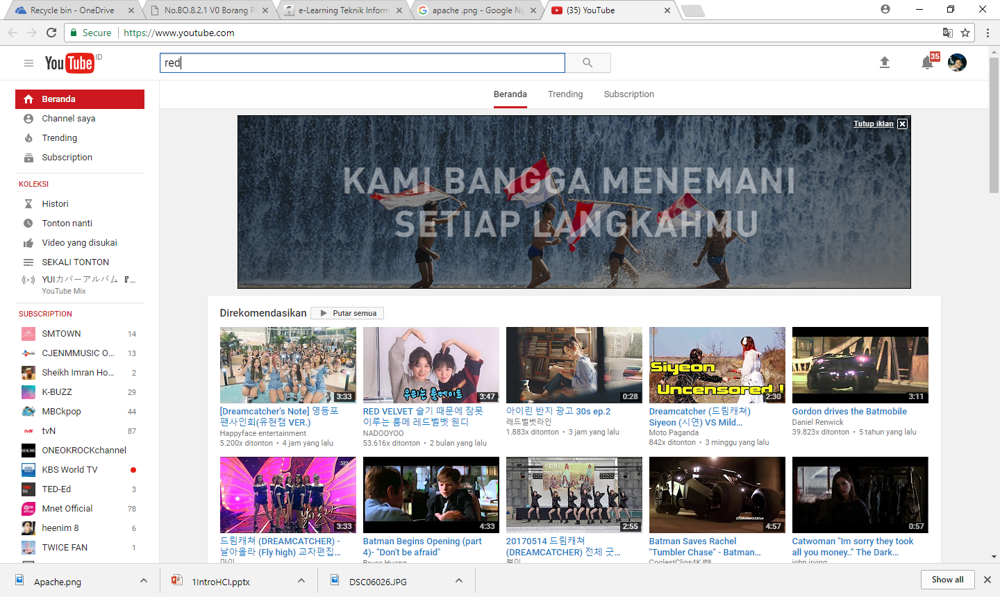 Recycle bin - OneDrive
No.BO.8.2.1 V0 Borang P
e-Learning Teknik Inform
apache .png - Google Ng
(35) YouTube
Secure
https://www.youtube.com
YouTube ID
red
35
Beranda
Trending
Subscription
Beranda
Channel saya
Trending
Subscription
KOLEKSI
Histori
Tonton nanti
Video yang disukai
SEKALI TONTON
YUIカバーアルバム 『...
YouTube Mix
SUBSCRIPTION
SMTOWN 14
CJENMMUSIC O... 13
Sheikh Imran Ho... 2
K-BUZZ 29
MBCkpop 44
tvN 87
ONEOKROCKchannel
KBS World TV
TED-Ed 3
Mnet Official 78
heenim 8 6
TWICE FAN 1
Tutup iklan
KAMI BANGGA MENEMANI
SETIAP LANGKAHMU
Direkomendasikan
Putar semua
3:33
[Dreamcatcher's Note] 영등포
팬사인회(유현캠 VER.)
Happyface entertainment
5.200x ditonton • 4 jam yang lalu
우리는 룸메이트
3:47
RED VELVET 슬기 때문에 잠못
이루는 룸메 레드벨벳 웬디
NADOOYOO
53.616x ditonton • 2 bulan yang lalu
0:28
아이린 반지 광고 30s ep.2
레드벨벳라인
1.883x ditonton • 3 jam yang lalu
Siyeon
Uncensored !
2:30
Dreamcatcher (드림캐쳐)
Siyeon (시연) VS Mild...
Moto Paganda
842x ditonton • 3 minggu yang lalu
3:11
Gordon drives the Batmobile
Daniel Renwick
39.823x ditonton • 5 tahun yang lalu
3:33
드림캐쳐 (DREAMCATCHER) -
날아올라 (Fly high) 교차편집...
4:33
Batman Begins Opening (part
4)- "Don't be afraid"
Bruce Huang
2:55
20170514 드림캐쳐
(DREAMCATCHER) 전체 굿...
4:57
Batman Saves Rachel
"Tumbler Chase" - Batman...
CoolestClips4K
0:57
Catwoman "Im sorry they took
all you money.." The Dark...
john irving
Apache.png
1IntroHCI.pptx
DSC06026.JPG
Show all